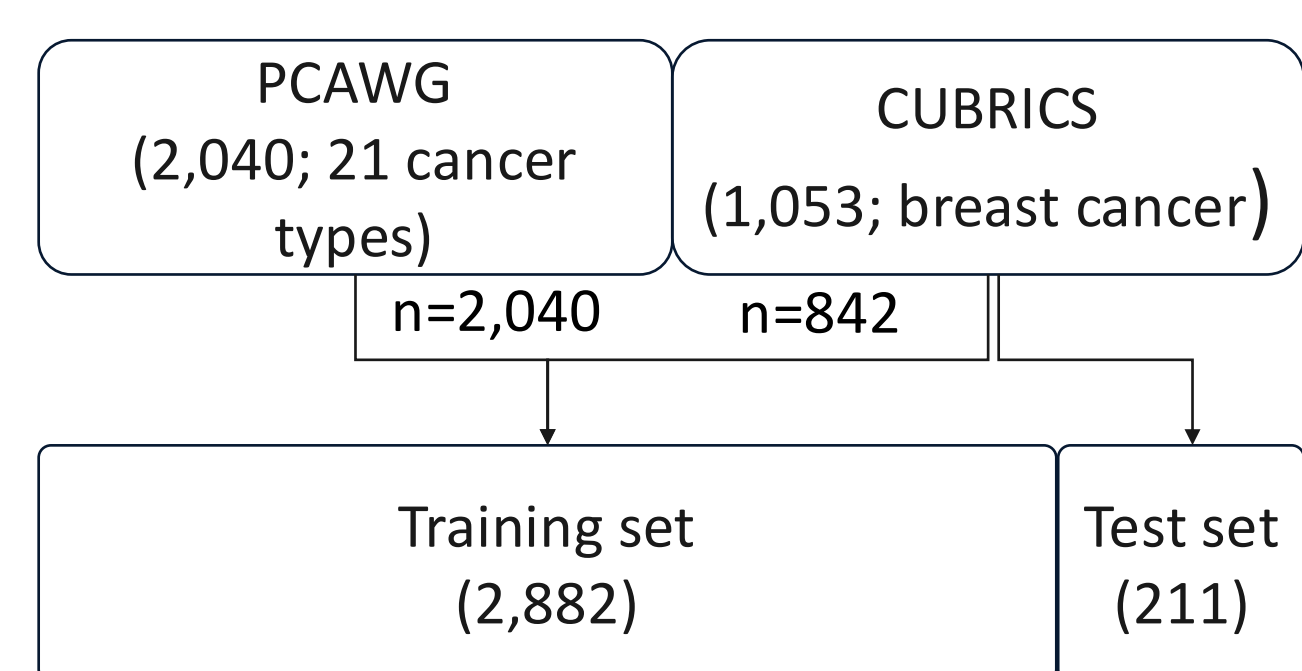 PCAWG
(2,040; 21 cancer
types)
CUBRICS
(1,053; breast cancer)
n=2,040
n=842
Training set
(2,882)
Test set
(211)